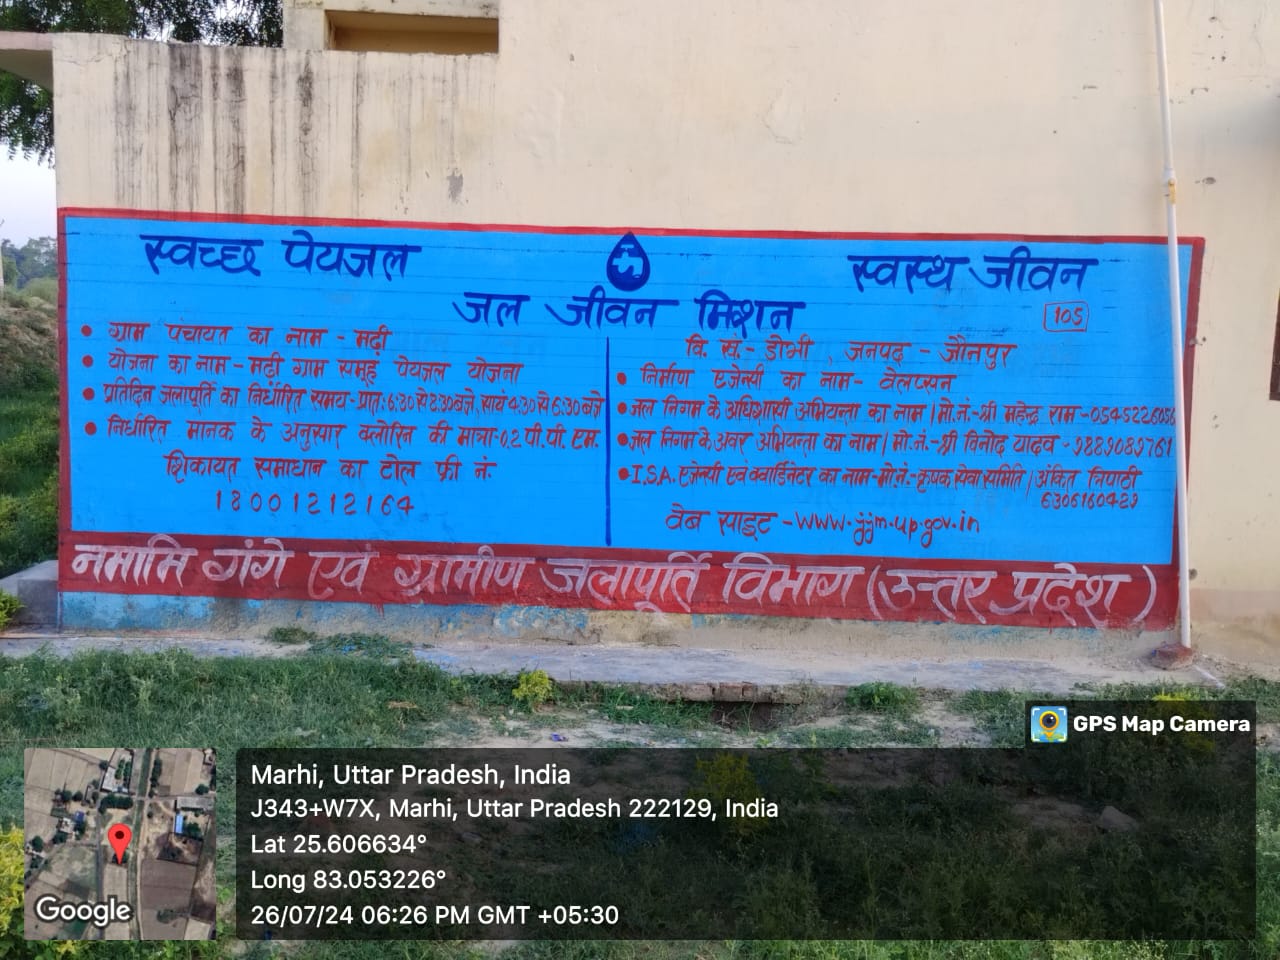 स्वच्छ पेयजल
स्वस्थ जीवन
जल जीवन मिशन
105
• ग्राम पंचायत का नाम - मढ़ी
• योजना का नाम - मढ़ी ग्राम समूह पेयजल योजना
• प्रतिदिन जलापूर्ति का निर्धारित समय - प्रात: 6:30 से 8:30 बजे, सायं 4:30 से 6:30 बजे
• निर्धारित मानक के अनुसार क्लोरिन की मात्रा - 0.2 पी. पी. एम.
शिकायत समाधान का टोल फ्री नं.
18001212164
वि. खं. - डोभी , जनपद - जौनपुर
• निर्माण एजेन्सी का नाम - वेलप्सन
• जल निगम के अधिशासी अभियन्ता का नाम / मो.नं. - श्री महेन्द्र राम - 0545226056
• जल निगम के अवर अभियन्ता का नाम / मो.नं. - श्री विनोद यादव - 9889089761
• I.S.A. एजेन्सी एवं क्वार्डिनेटर का नाम - मो.नं. - कृषक सेवा समिति / अंकित त्रिपाठी
6306160429
वेब साइट - www.jjm.up.gov.in
नमामि गंगे एवं ग्रामीण जलापूर्ति विभाग (उत्तर प्रदेश)
GPS Map Camera
Marhi, Uttar Pradesh, India
J343+W7X, Marhi, Uttar Pradesh 222129, India
Lat 25.606634°
Long 83.053226°
26/07/24 06:26 PM GMT +05:30
Google